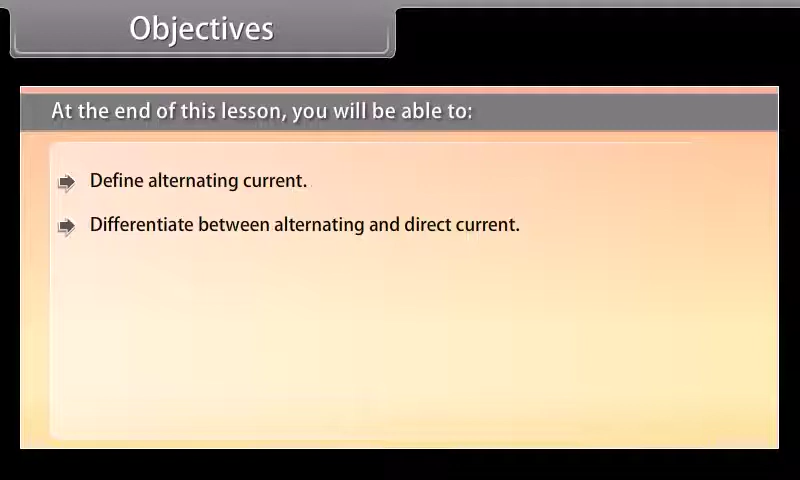 Objectives
At the end of this lesson, you will be able to:
Define alternating current.
Differentiate between alternating and direct current.